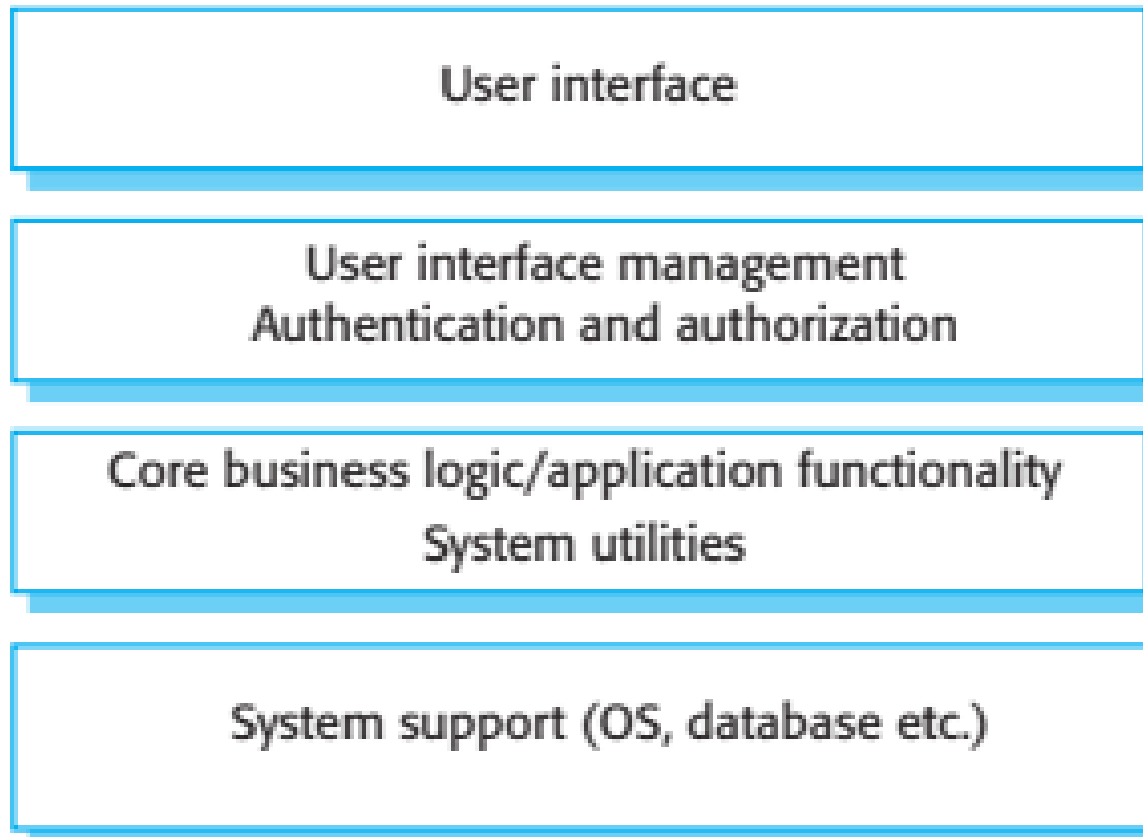 User interface
User interface management
Authentication and authorization
Core business logic/application functionality
System utilities
System support (OS, database etc.)